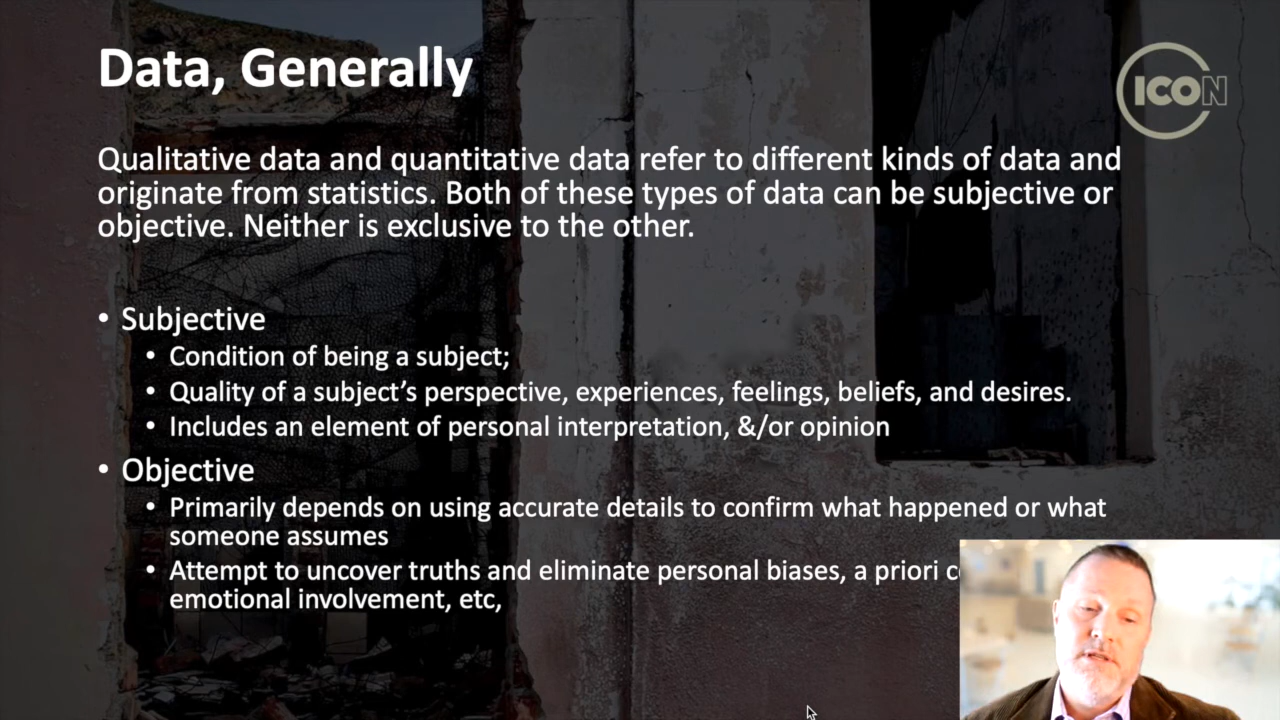 Data, Generally
ICON
Qualitative data and quantitative data refer to different kinds of data and
originate from statistics. Both of these types of data can be subjective or
objective. Neither is exclusive to the other.
• Subjective
• Condition of being a subject;
• Quality of a subject’s perspective, experiences, feelings, beliefs, and desires.
• Includes an element of personal interpretation, &/or opinion
• Objective
• Primarily depends on using accurate details to confirm what happened or what
someone assumes
• Attempt to uncover truths and eliminate personal biases, a priori
emotional involvement, etc,